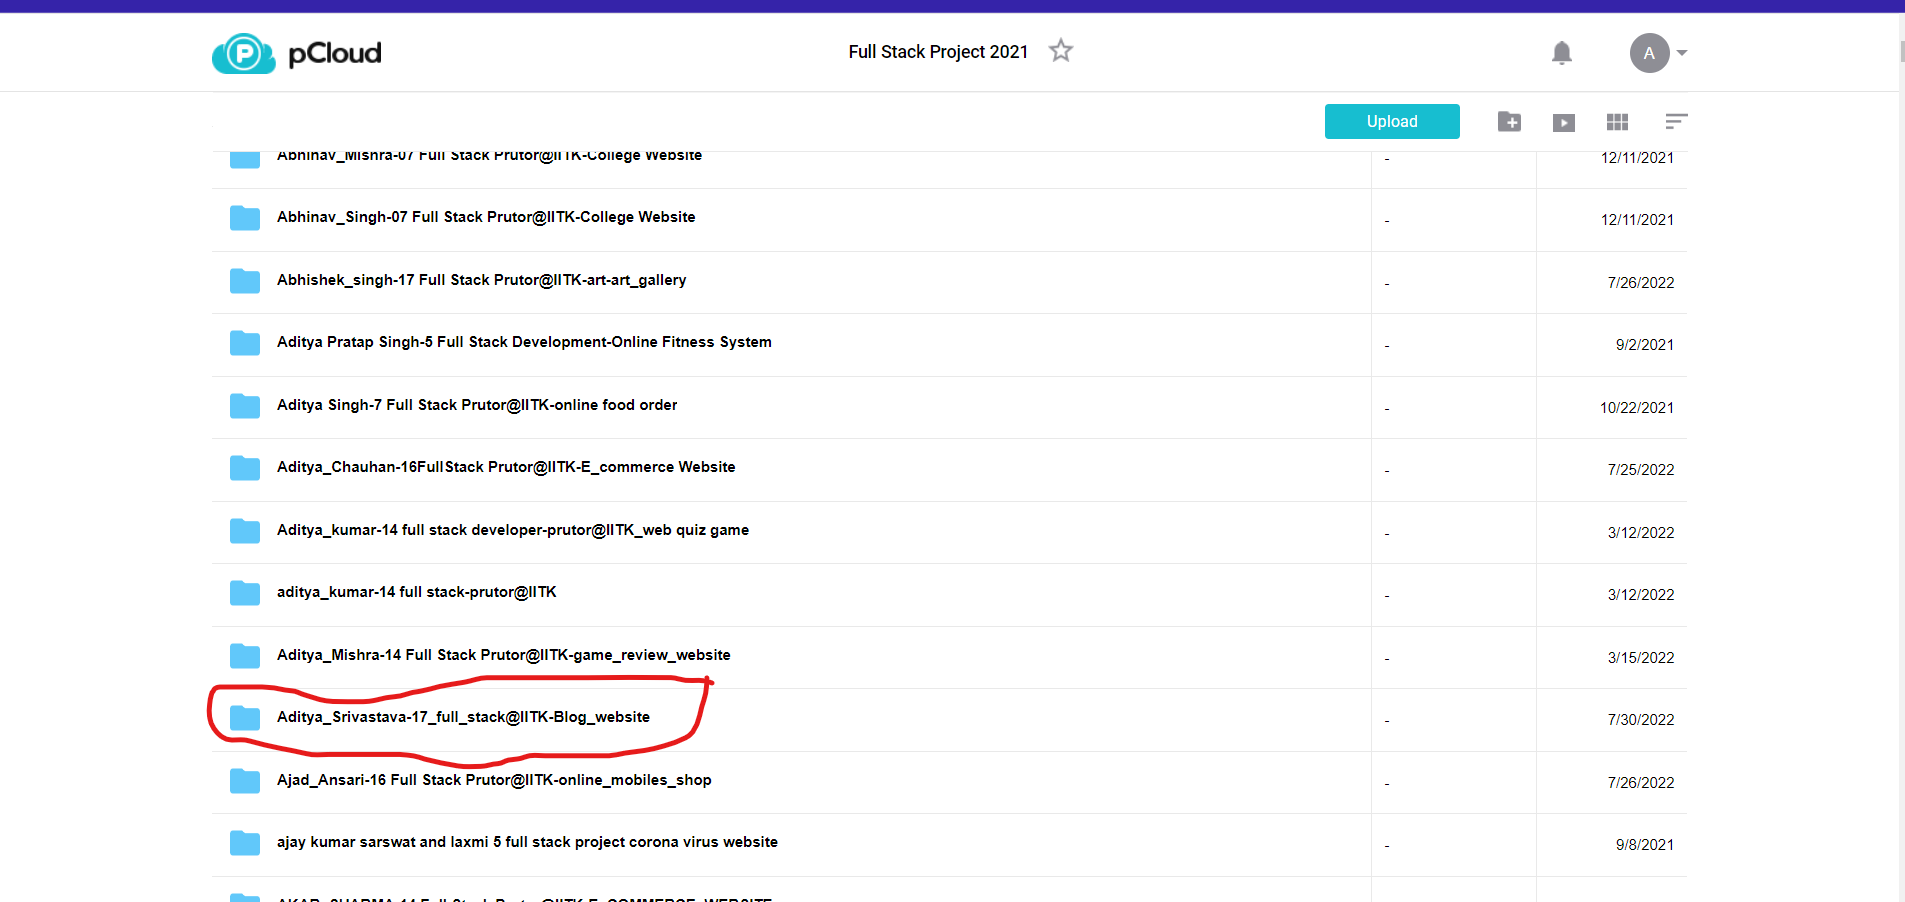 P pCloud
Full Stack Project 2021
A
Upload
Abhinav_Mishra-07 Full Stack Prutor@IITK-College Website - 12/11/2021
Abhinav_Singh-07 Full Stack Prutor@IITK-College Website - 12/11/2021
Abhishek_singh-17 Full Stack Prutor@IITK-art-art_gallery - 7/26/2022
Aditya Pratap Singh-5 Full Stack Development-Online Fitness System - 9/2/2021
Aditya Singh-7 Full Stack Prutor@IITK-online food order - 10/22/2021
Aditya_Chauhan-16FullStack Prutor@IITK-E_commerce Website - 7/25/2022
Aditya_kumar-14 full stack developer-prutor@IITK_web quiz game - 3/12/2022
aditya_kumar-14 full stack-prutor@IITK - 3/12/2022
Aditya_Mishra-14 Full Stack Prutor@IITK-game_review_website - 3/15/2022
Aditya_Srivastava-17_full_stack@IITK-Blog_website - 7/30/2022
Ajad_Ansari-16 Full Stack Prutor@IITK-online_mobiles_shop - 7/26/2022
ajay kumar sarswat and laxmi 5 full stack project corona virus website - 9/8/2021
AKAR_SHARMA-14 Full Stack Prutor@IITK-E_COMMERCE_WEBSITE